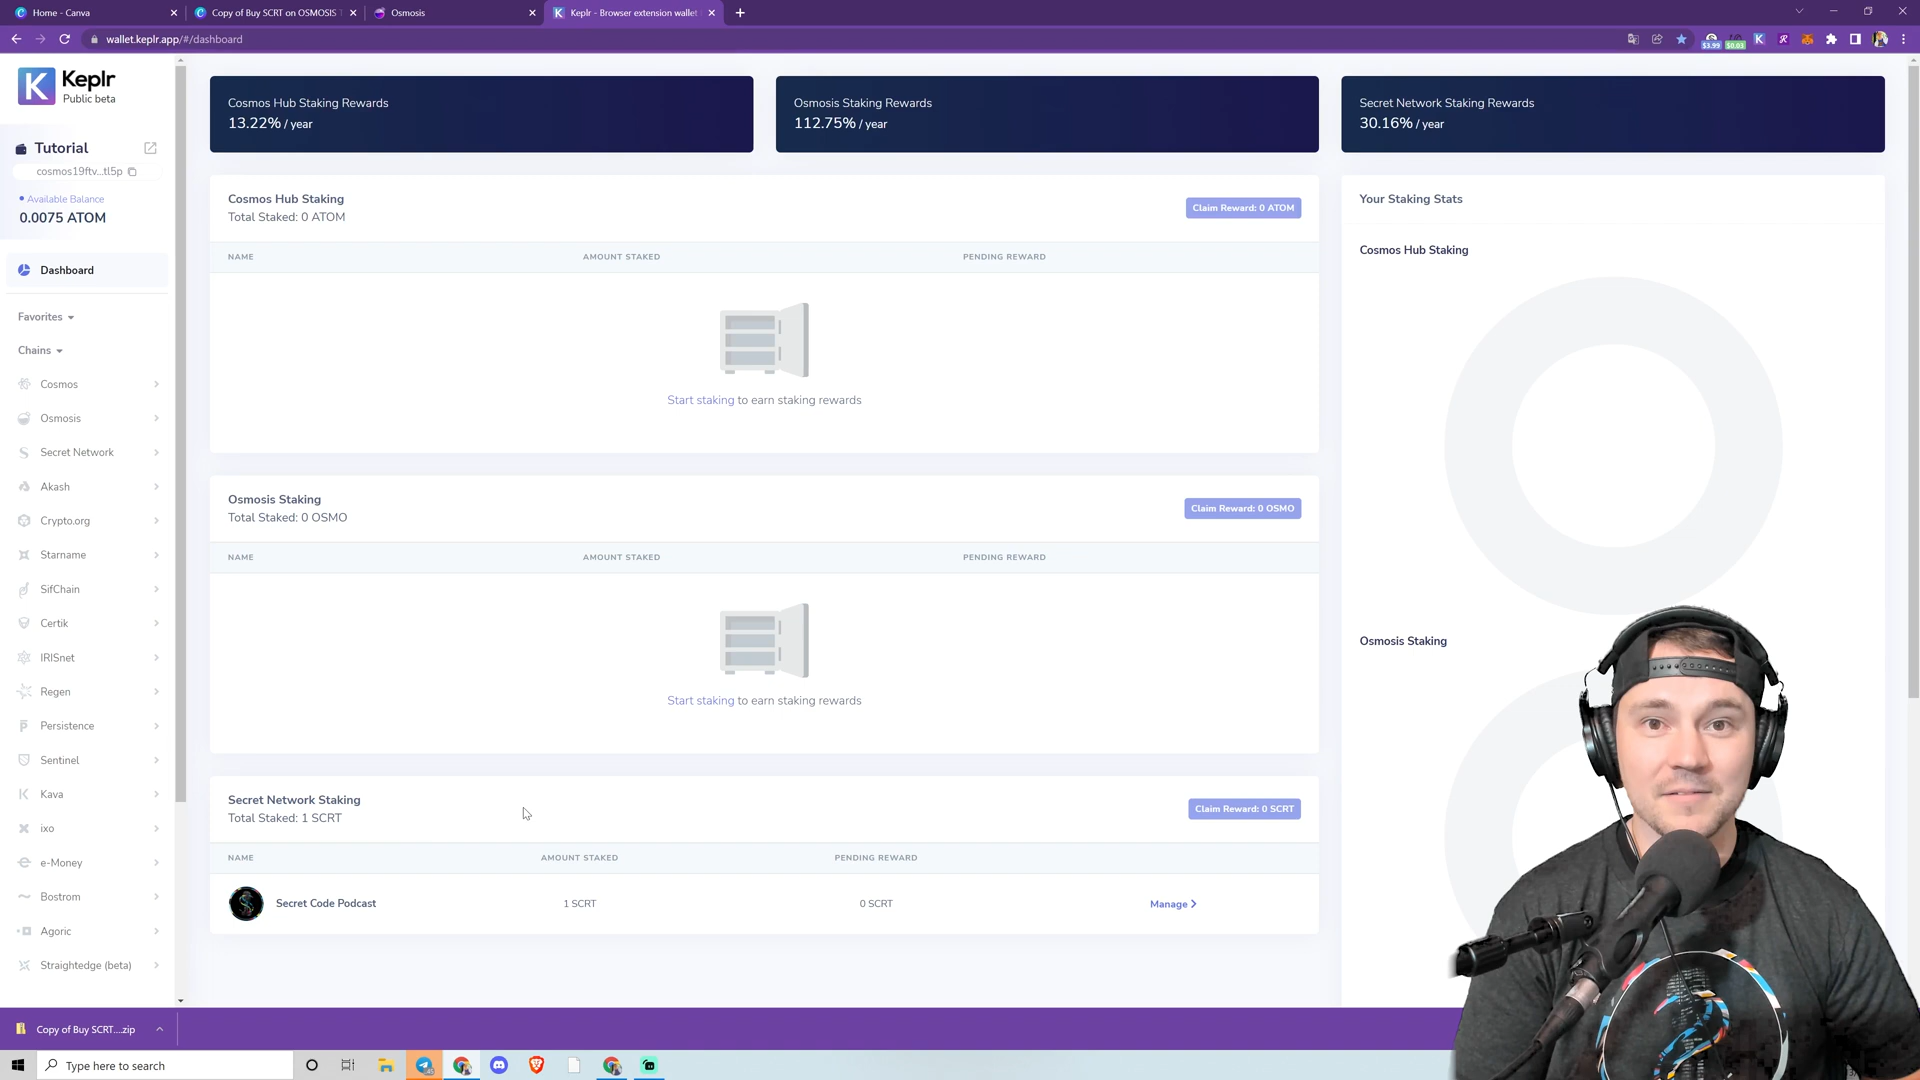 Home - Canva
Copy of Buy SCRT on OSMOSIS T
Osmosis
Keplr - Browser extension wallet
wallet.keplr.app/#/dashboard
$3.99
$0.03
Keplr
Public beta
Tutorial
cosmos19ftv...tl5p
Available Balance
0.0075 ATOM
Dashboard
Favorites
Chains
Cosmos
Osmosis
Secret Network
Akash
Crypto.org
Starname
SifChain
Certik
IRISnet
Regen
Persistence
Sentinel
Kava
ixo
e-Money
Bostrom
Agoric
Straightedge (beta)
Cosmos Hub Staking Rewards
13.22% / year
Osmosis Staking Rewards
112.75% / year
Secret Network Staking Rewards
30.16% / year
Cosmos Hub Staking
Total Staked: 0 ATOM
Claim Reward: 0 ATOM
NAME AMOUNT STAKED PENDING REWARD
Start staking to earn staking rewards
Osmosis Staking
Total Staked: 0 OSMO
Claim Reward: 0 OSMO
NAME AMOUNT STAKED PENDING REWARD
Start staking to earn staking rewards
Secret Network Staking
Total Staked: 1 SCRT
Claim Reward: 0 SCRT
NAME AMOUNT STAKED PENDING REWARD
Secret Code Podcast 1 SCRT 0 SCRT Manage
Your Staking Stats
Cosmos Hub Staking
Osmosis Staking
Copy of Buy SCRT....zip
Type here to search